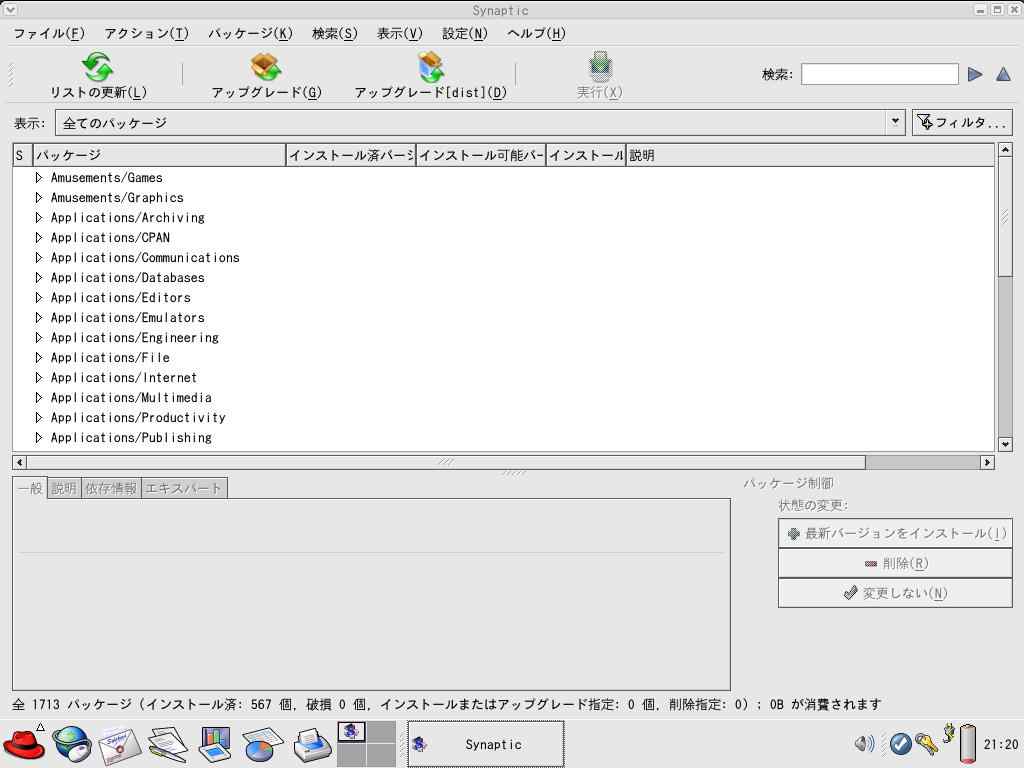 Synaptic
ファイル(F) アクション(T) パッケージ(K) 検索(S) 表示(V) 設定(N) ヘルプ(H)
リストの更新(L) アップグレード(G) アップグレード[dist](D) 実行(X) 検索:
表示: 全てのパッケージ フィルタ...
S パッケージ インストール済バージ インストール可能バー インストール 説明
Amusements/Games
Amusements/Graphics
Applications/Archiving
Applications/CPAN
Applications/Communications
Applications/Databases
Applications/Editors
Applications/Emulators
Applications/Engineering
Applications/File
Applications/Internet
Applications/Multimedia
Applications/Productivity
Applications/Publishing
一般 説明 依存情報 エキスパート
パッケージ制御
状態の変更:
最新バージョンをインストール(I)
削除(R)
変更しない(N)
全 1713 パッケージ (インストール済: 567 個, 破損 0 個, インストールまたはアップグレード指定: 0 個, 削除指定: 0) ; 0B が消費されます
Synaptic 21:20